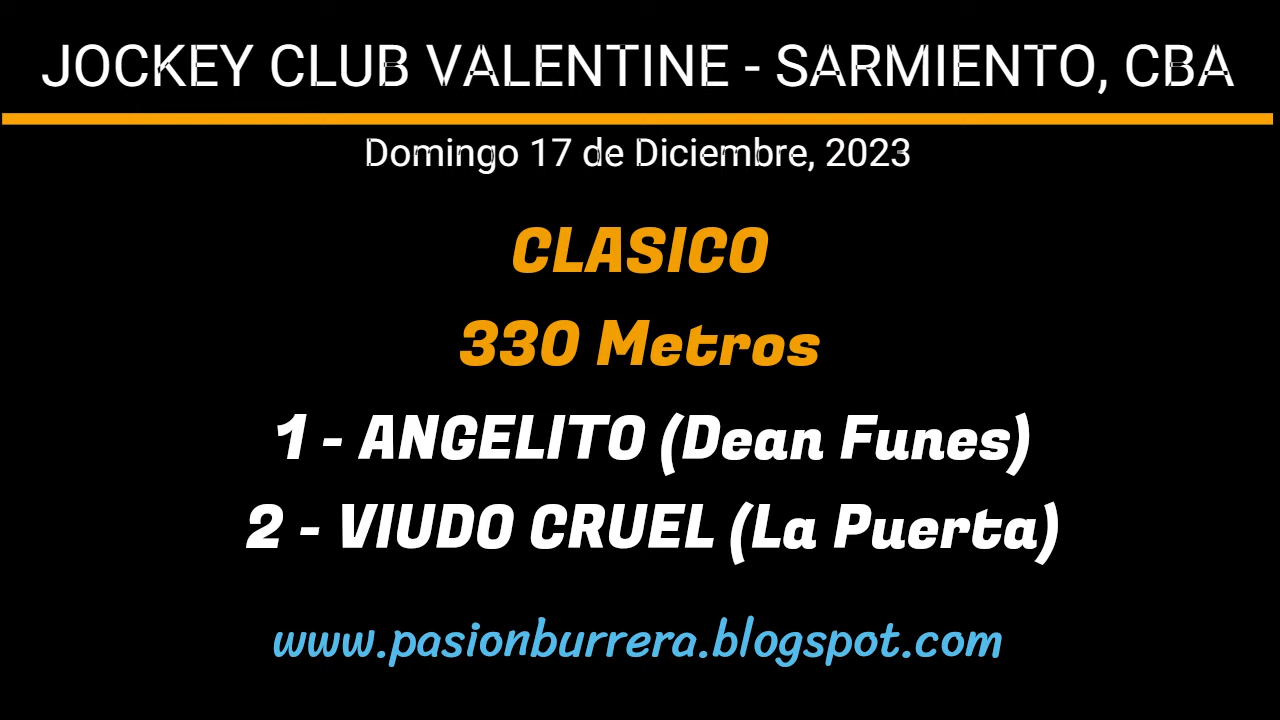 JOCKEY CLUB VALENTINE - SARMIENTO, CBA
Domingo 17 de Diciembre, 2023
CLASICO
330 Metros
1 - ANGELITO (Dean Funes)
2 - VIUDO CRUEL (La Puerta)
www.pasionburrera.blogspot.com